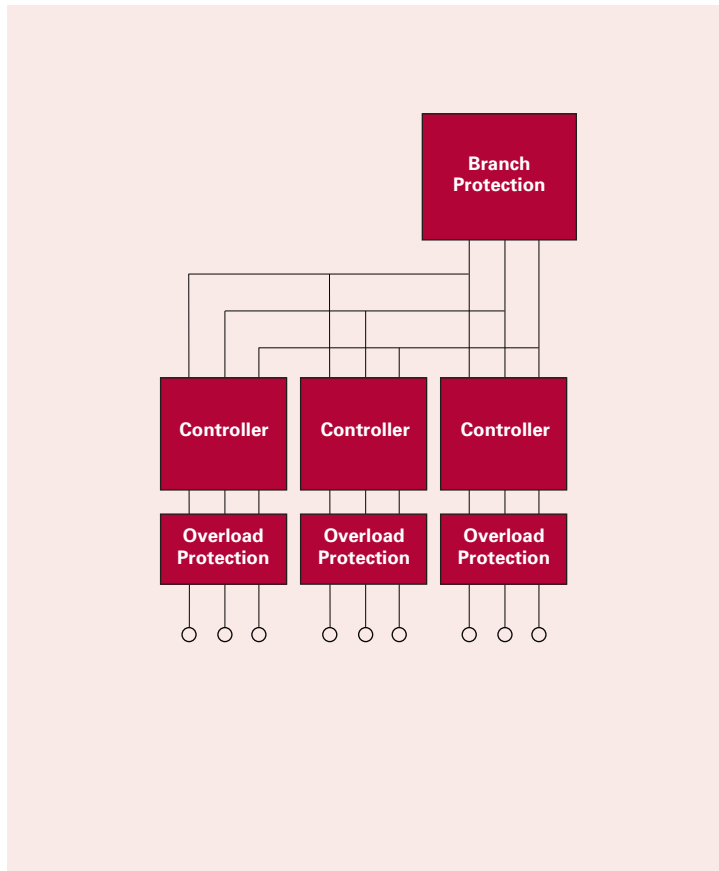 Branch
Protection
Controller
Controller
Controller
Overload
Protection
Overload
Protection
Overload
Protection